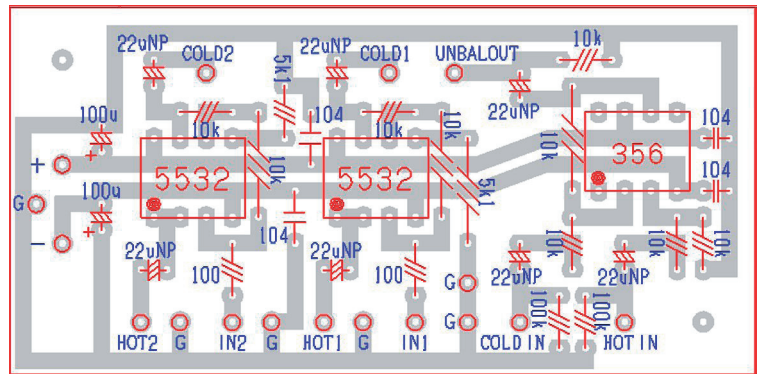 22uNP
COLD2
22uNP
COLD1
UNBALOUT
10k
5k1
22uNP
100u
10k
104
10k
10k
10k
104
+
+
5532
10k
5532
5k1
356
104
G
100u
-
+
104
22uNP
100
22uNP
100
22uNP
10k
22uNP
10k
10k
G
100k
100k
G
HOT2
G
IN2
G
HOT1
G
IN1
COLD IN
HOT IN